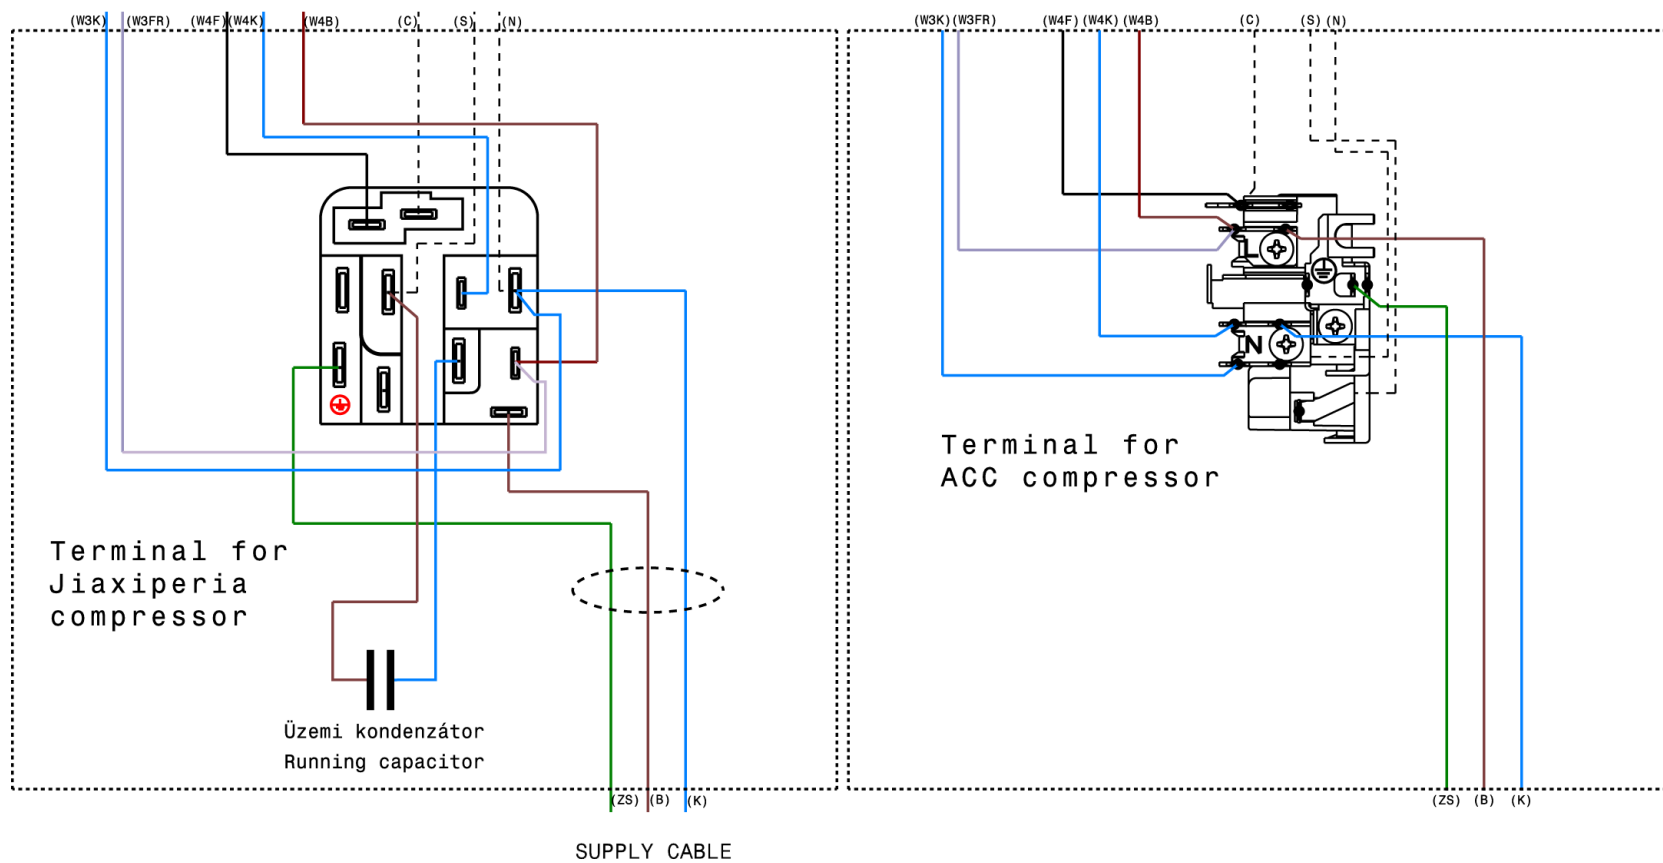 (W3K) (W3FR) (W4F) (W4K) (W4B) (C) (S) (N)
(W3K) (W3FR) (W4F) (W4K) (W4B) (C) (S) (N)
L
N
Terminal for
ACC compressor
Terminal for
Jiaxiperia
compressor
Üzemi kondenzátor
Running capacitor
(ZS) (B) (K)
(ZS) (B) (K)
SUPPLY CABLE